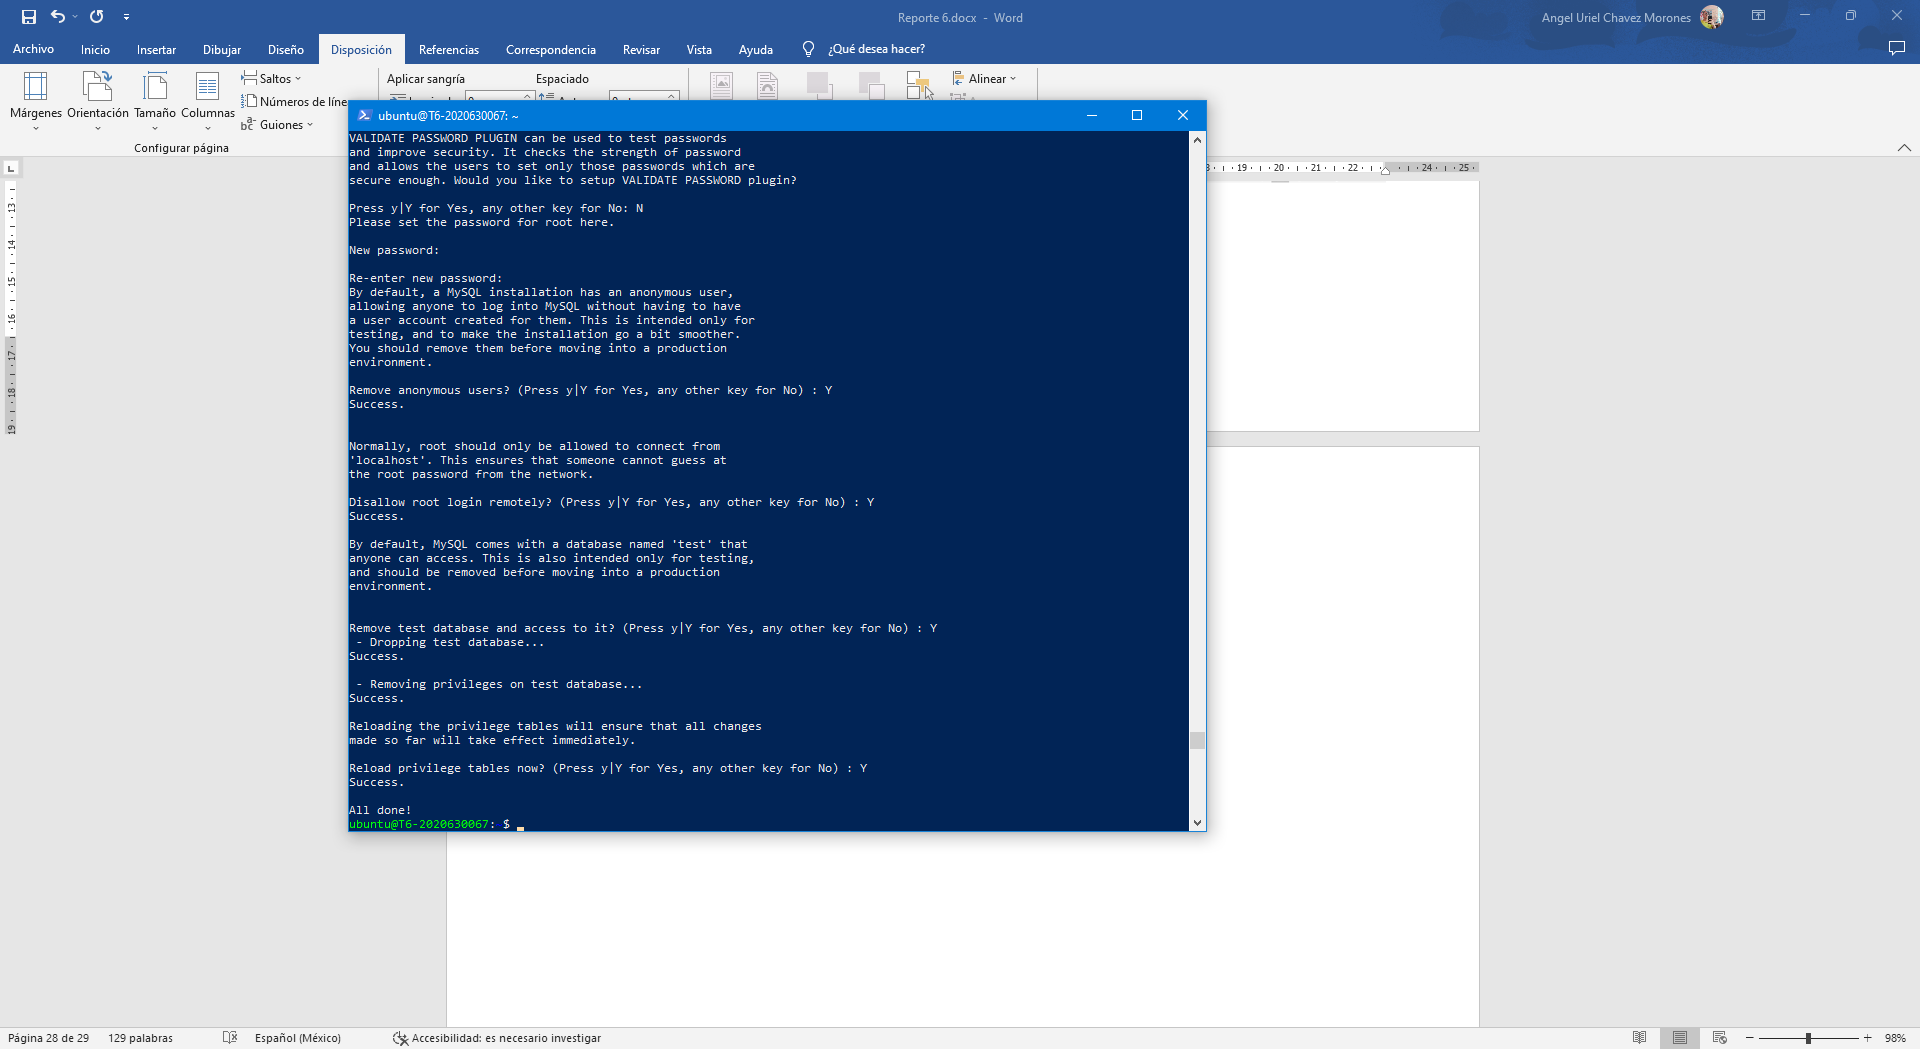 Reporte 6.docx - Word
Angel Uriel Chavez Morones
Archivo Inicio Insertar Dibujar Diseño Disposición Referencias Correspondencia Revisar Vista Ayuda ¿Qué desea hacer?
Saltos
Aplicar sangría
Espaciado
Alinear
Números de líne
Márgenes Orientación Tamaño Columnas
Guiones
Configurar página
ubuntu@T6-2020630067: ~
VALIDATE PASSWORD PLUGIN can be used to test passwords
and improve security. It checks the strength of password
and allows the users to set only those passwords which are
secure enough. Would you like to setup VALIDATE PASSWORD plugin?
Press y|Y for Yes, any other key for No: N
Please set the password for root here.
New password:
Re-enter new password:
By default, a MySQL installation has an anonymous user,
allowing anyone to log into MySQL without having to have
a user account created for them. This is intended only for
testing, and to make the installation go a bit smoother.
You should remove them before moving into a production
environment.
Remove anonymous users? (Press y|Y for Yes, any other key for No) : Y
Success.
Normally, root should only be allowed to connect from
'localhost'. This ensures that someone cannot guess at
the root password from the network.
Disallow root login remotely? (Press y|Y for Yes, any other key for No) : Y
Success.
By default, MySQL comes with a database named 'test' that
anyone can access. This is also intended only for testing,
and should be removed before moving into a production
environment.
Remove test database and access to it? (Press y|Y for Yes, any other key for No) : Y
- Dropping test database...
Success.
- Removing privileges on test database...
Success.
Reloading the privilege tables will ensure that all changes
made so far will take effect immediately.
Reload privilege tables now? (Press y|Y for Yes, any other key for No) : Y
Success.
All done!
ubuntu@T6-2020630067: $
19 20 21 22 24 25
13
14
15
16
17
18
19
Página 28 de 29 129 palabras Español (México) Accesibilidad: es necesario investigar 98%